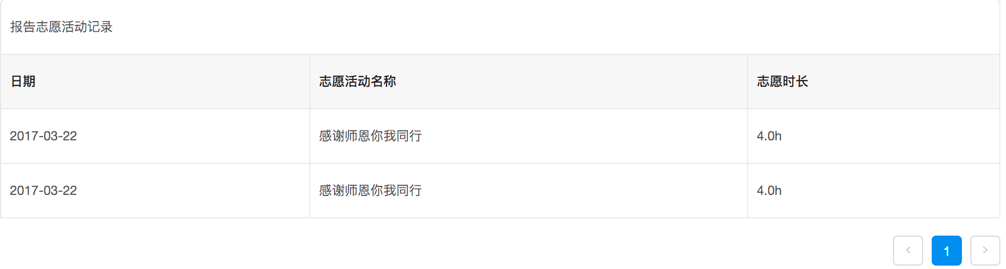 报告志愿活动记录
日期 志愿活动名称 志愿时长
2017-03-22 感谢师恩你我同行 4.0h
2017-03-22 感谢师恩你我同行 4.0h
< 1 >